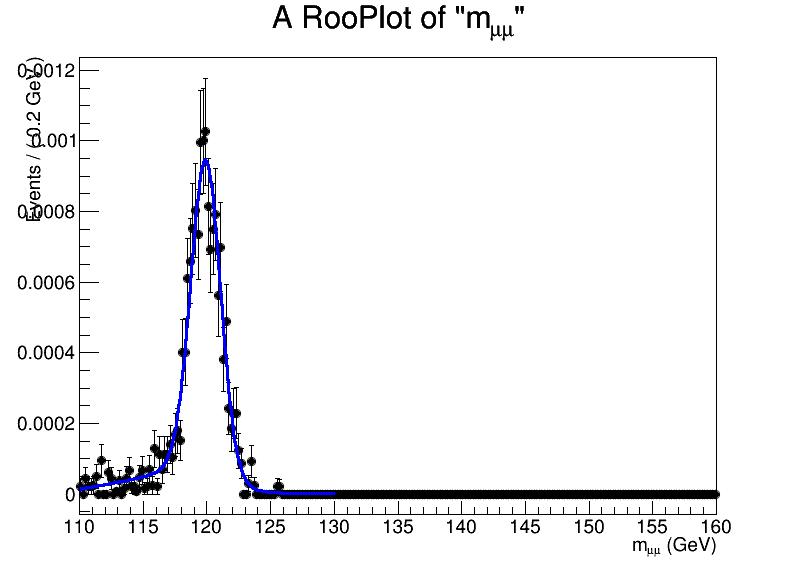 A RooPlot of "mμμ"
Events / ( 0.2 GeV )
0.0012
0.001
0.0008
0.0006
0.0004
0.0002
0
110 115 120 125 130 135 140 145 150 155 160
mμμ (GeV)